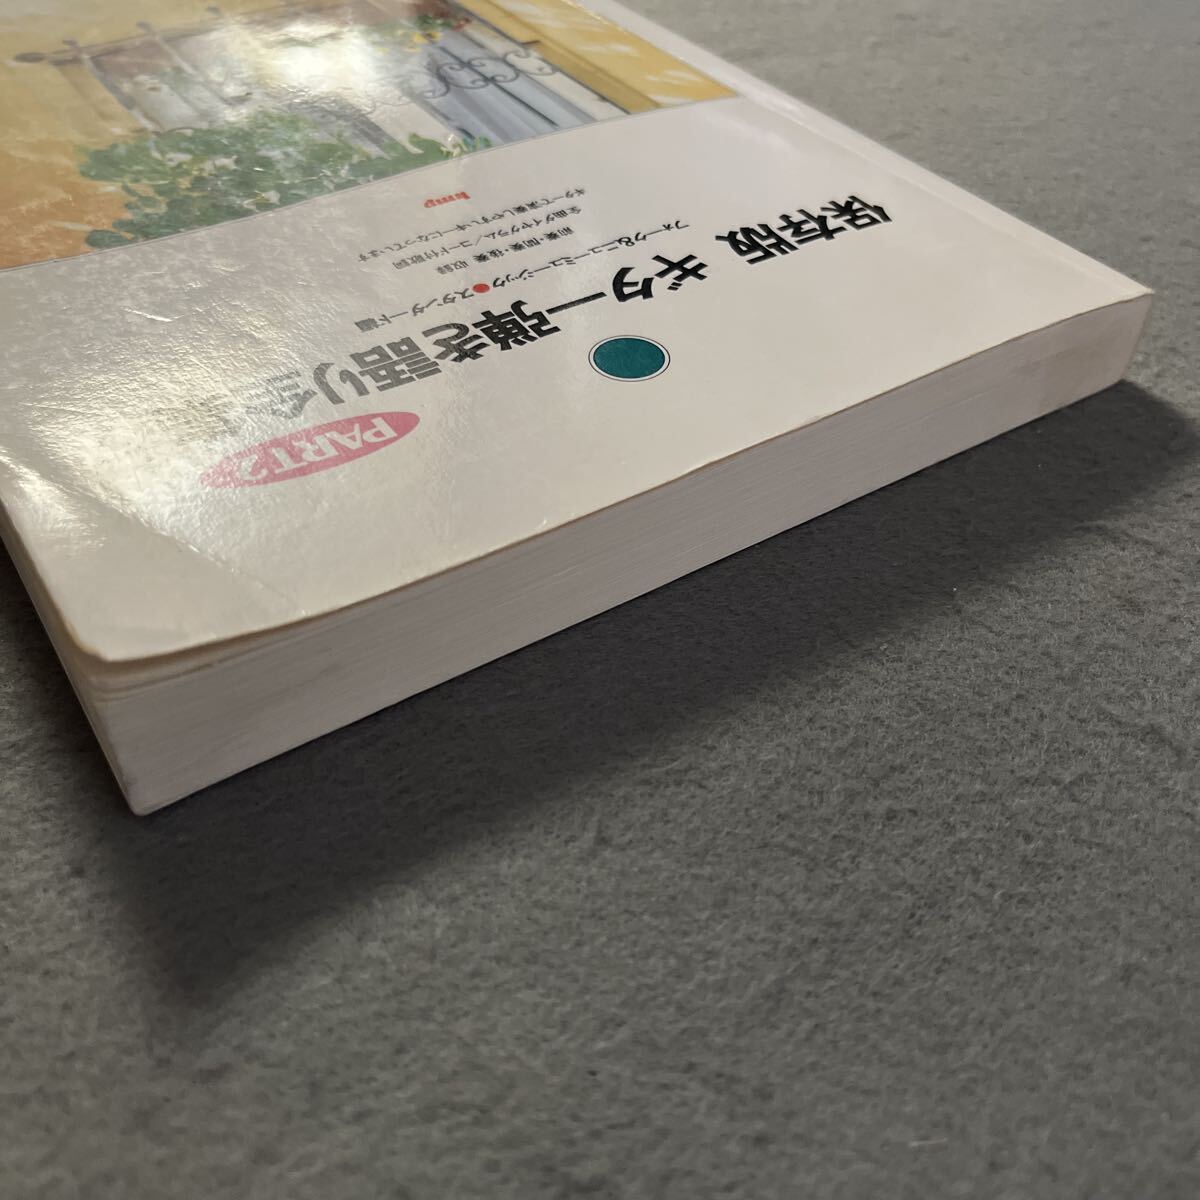 PART 2
保存版 ギター弾き語り全
フォーク&ニューミュージック●スタンダード編
前奏・間奏・後奏 収録
全曲ダイヤグラム/コード付歌詞
ギターで演奏しやすいキーになっています
kmp